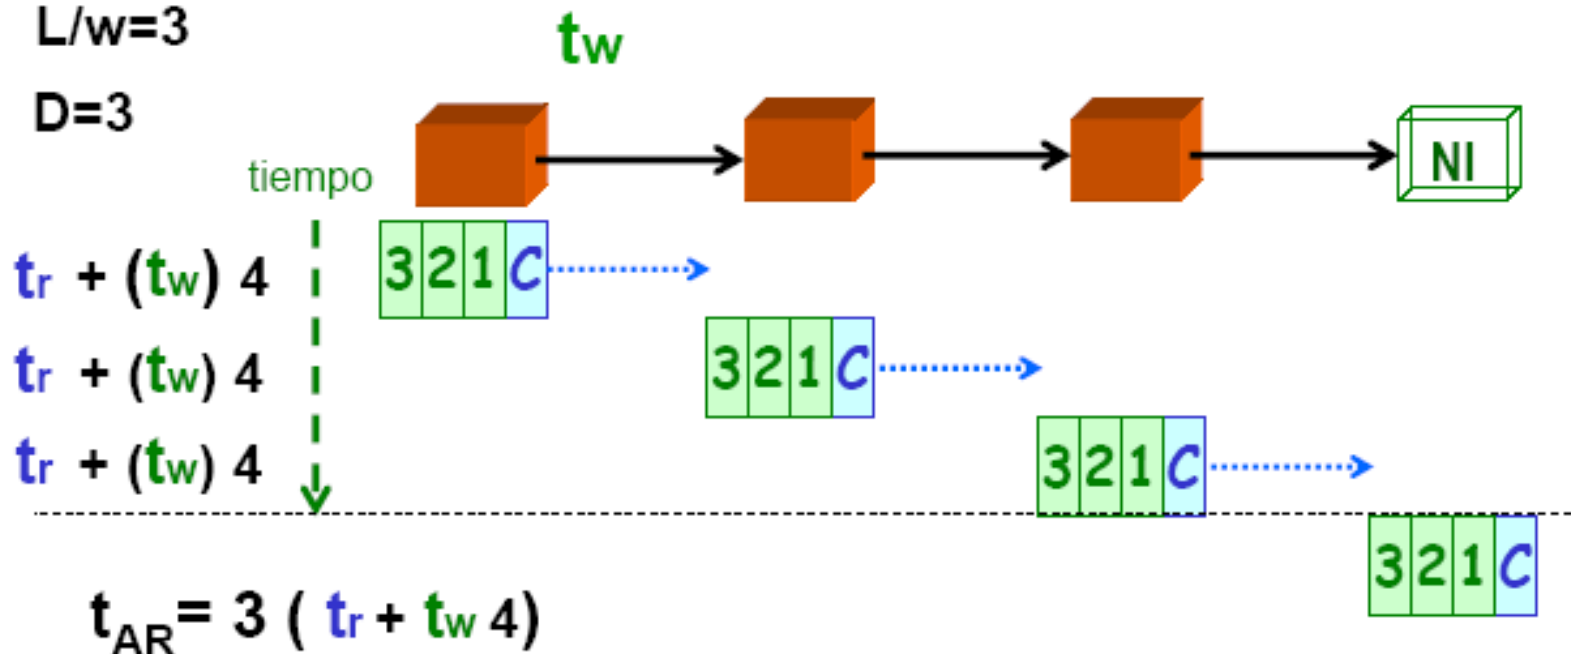 L/w=3
tw
D=3
NI
tiempo
3 2 1 C
tr + (tw) 4
3 2 1 C
tr + (tw) 4
3 2 1 C
tr + (tw) 4
3 2 1 C
tAR= 3 ( tr + tw 4)